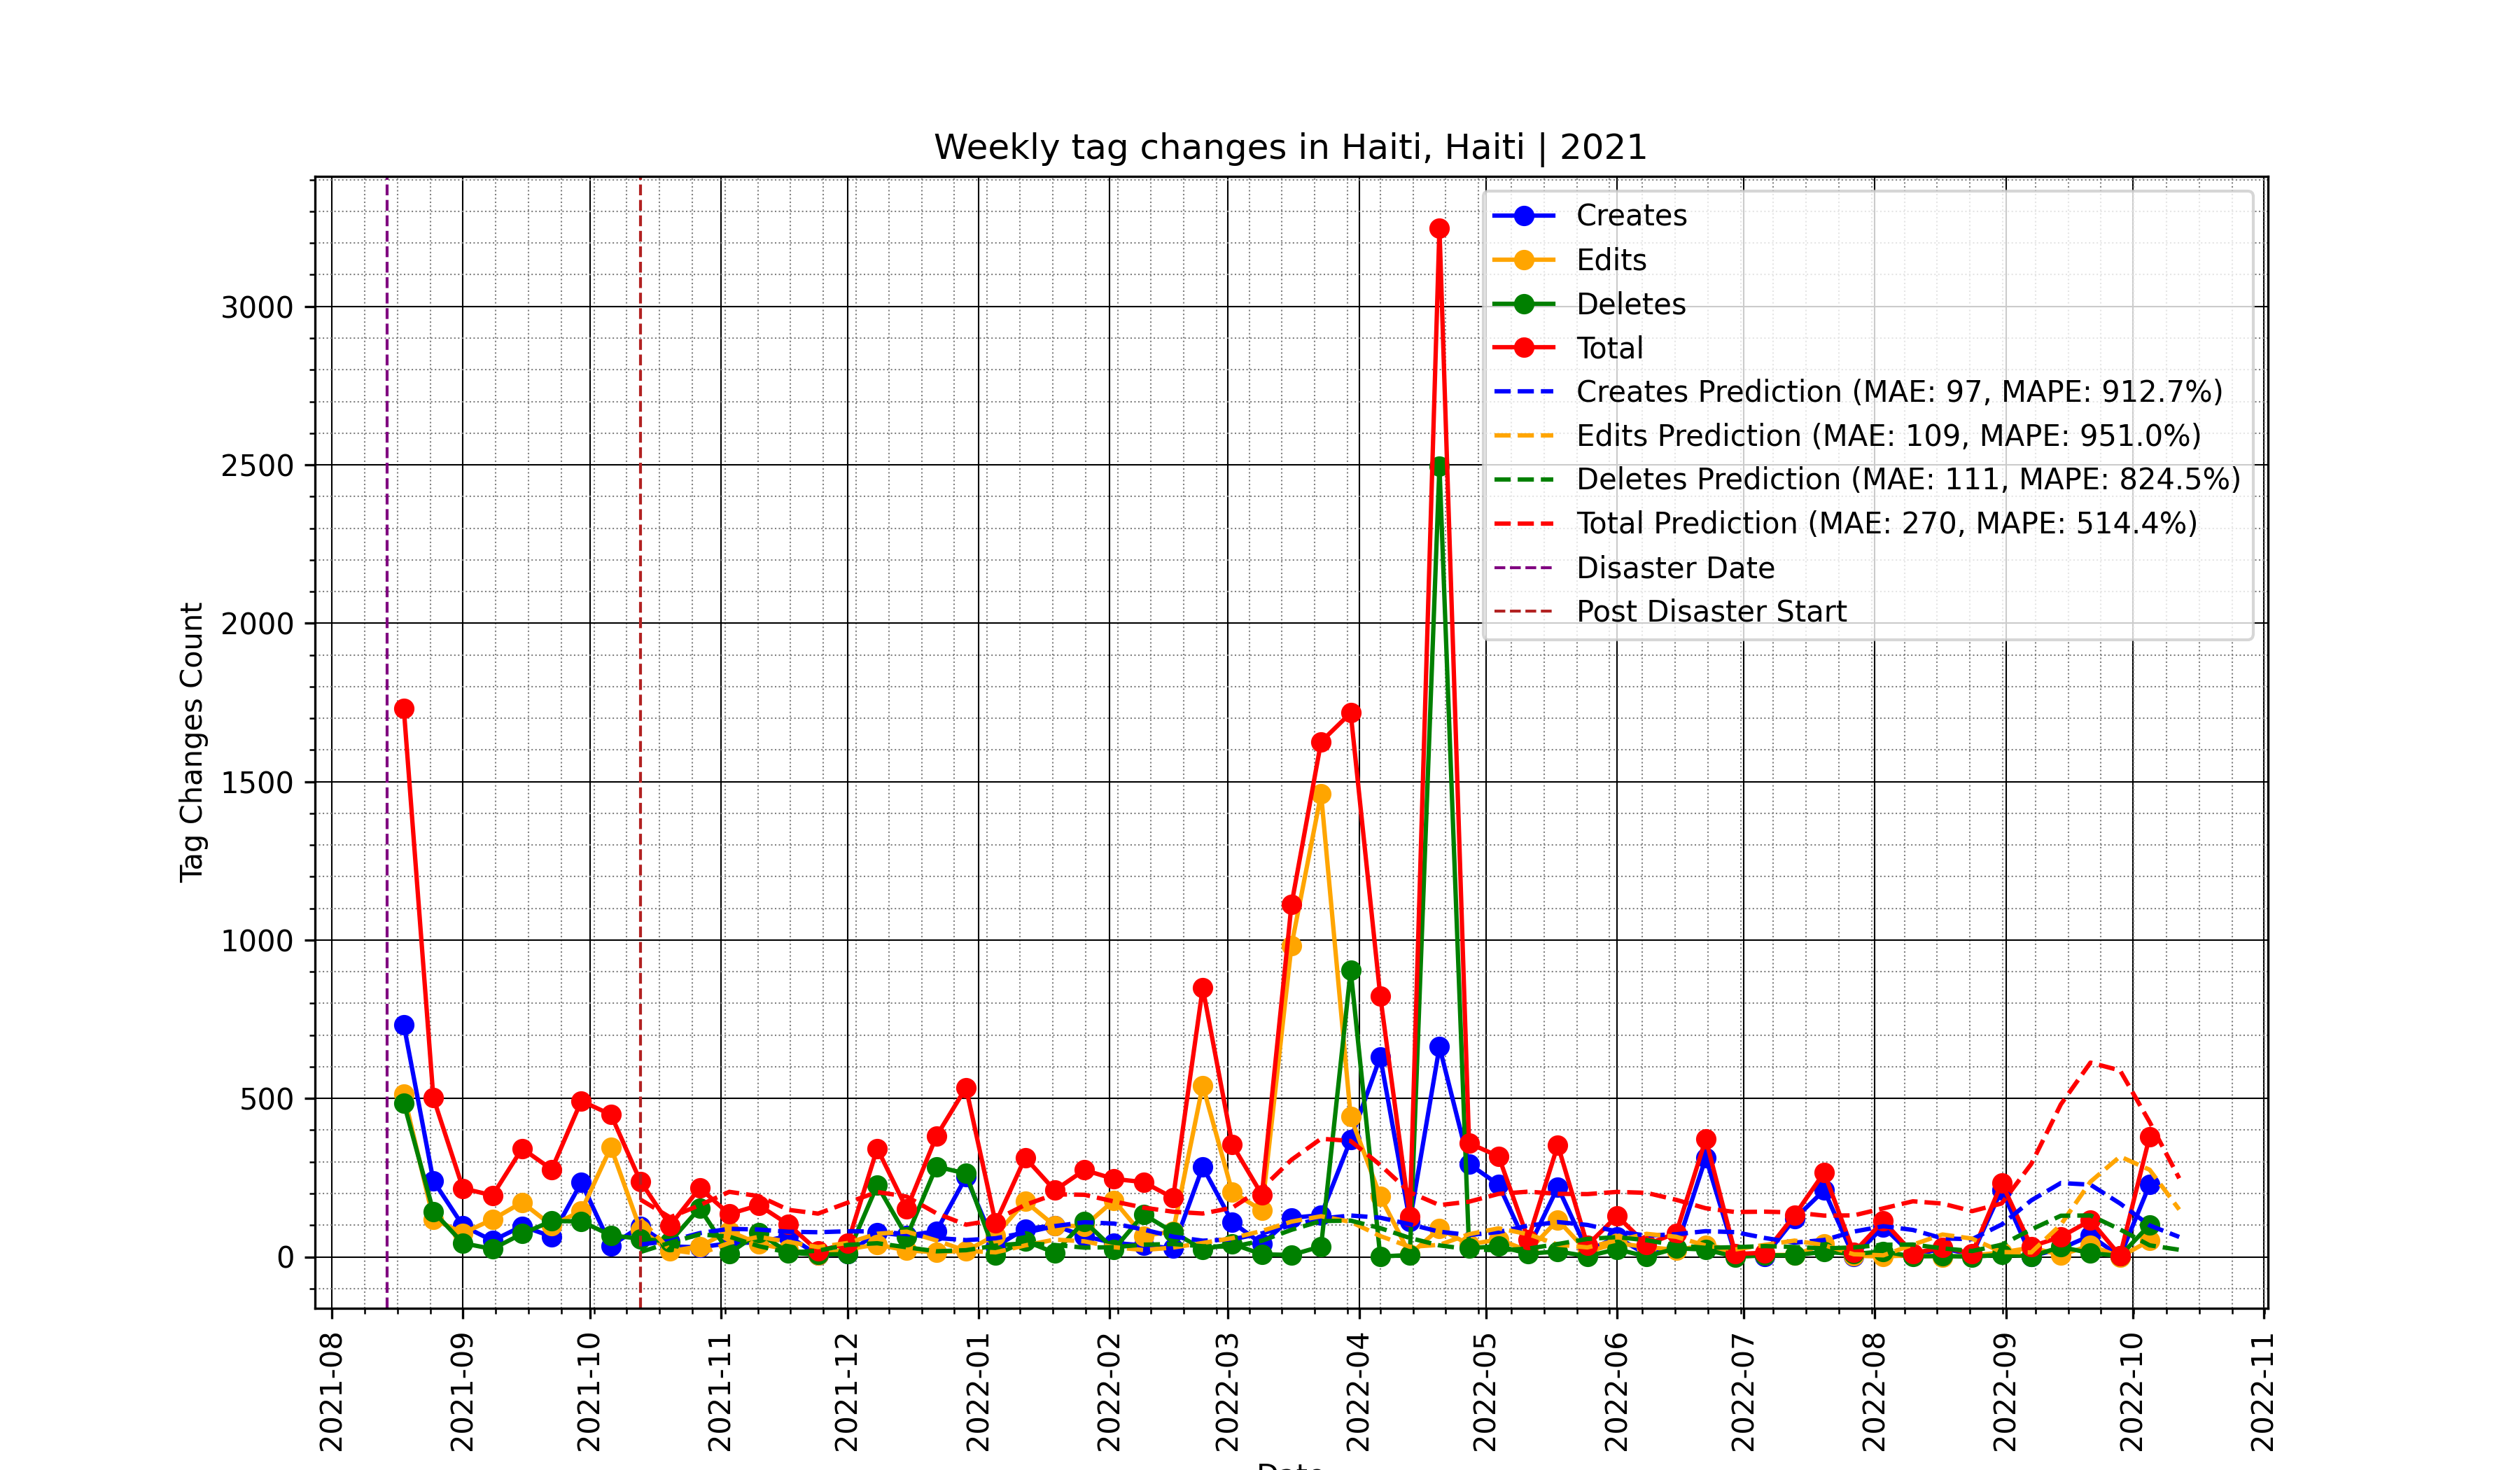 Weekly tag changes in Haiti, Haiti | 2021
Creates
Edits
Deletes
Total
Creates Prediction (MAE: 97, MAPE: 912.7%)
Edits Prediction (MAE: 109, MAPE: 951.0%)
Deletes Prediction (MAE: 111, MAPE: 824.5%)
Total Prediction (MAE: 270, MAPE: 514.4%)
Disaster Date
Post Disaster Start
Tag Changes Count
3000
2500
2000
1500
1000
500
0
2021-08
2021-09
2021-10
2021-11
2021-12
2022-01
2022-02
2022-03
2022-04
2022-05
2022-06
2022-07
2022-08
2022-09
2022-10
2022-11